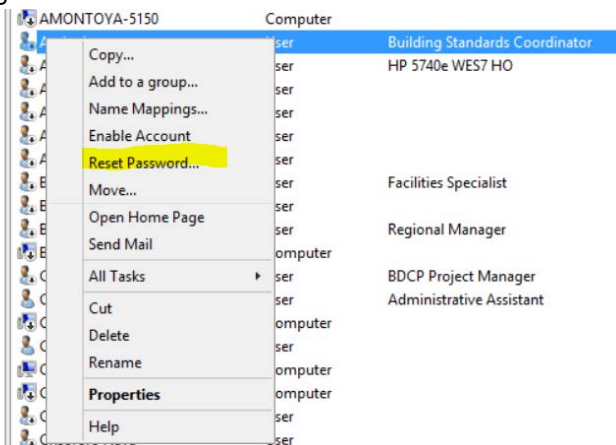 AMONTOYA-5150 Computer
User Building Standards Coordinator
Copy...
ser HP 5740e WES7 HO
Add to a group...
ser
Name Mappings...
ser
Enable Account
ser
Reset Password...
ser
Move...
ser Facilities Specialist
ser
Open Home Page
ser Regional Manager
Send Mail
omputer
All Tasks
ser BDCP Project Manager
ser Administrative Assistant
Cut
omputer
Delete
ser
Rename
omputer
Properties
omputer
ser
Help
ser